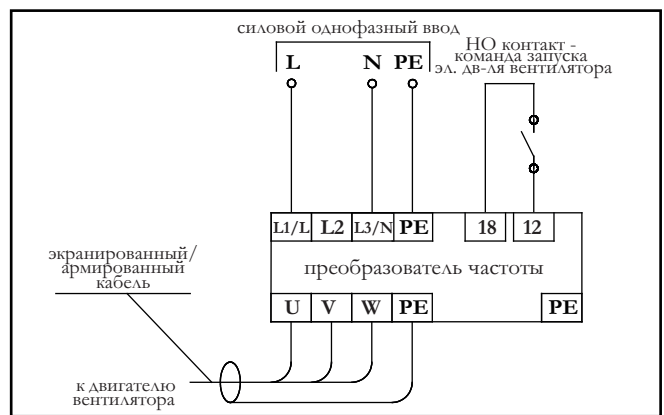 силовой однофазный ввод
L N PE
НО контакт -
команда запуска
эл. дв-ля вентилятора
L1/L L2 L3/N PE 18 12
экранированный/
армированный
кабель
преобразователь частоты
U V W PE PE
к двигателю
вентилятора